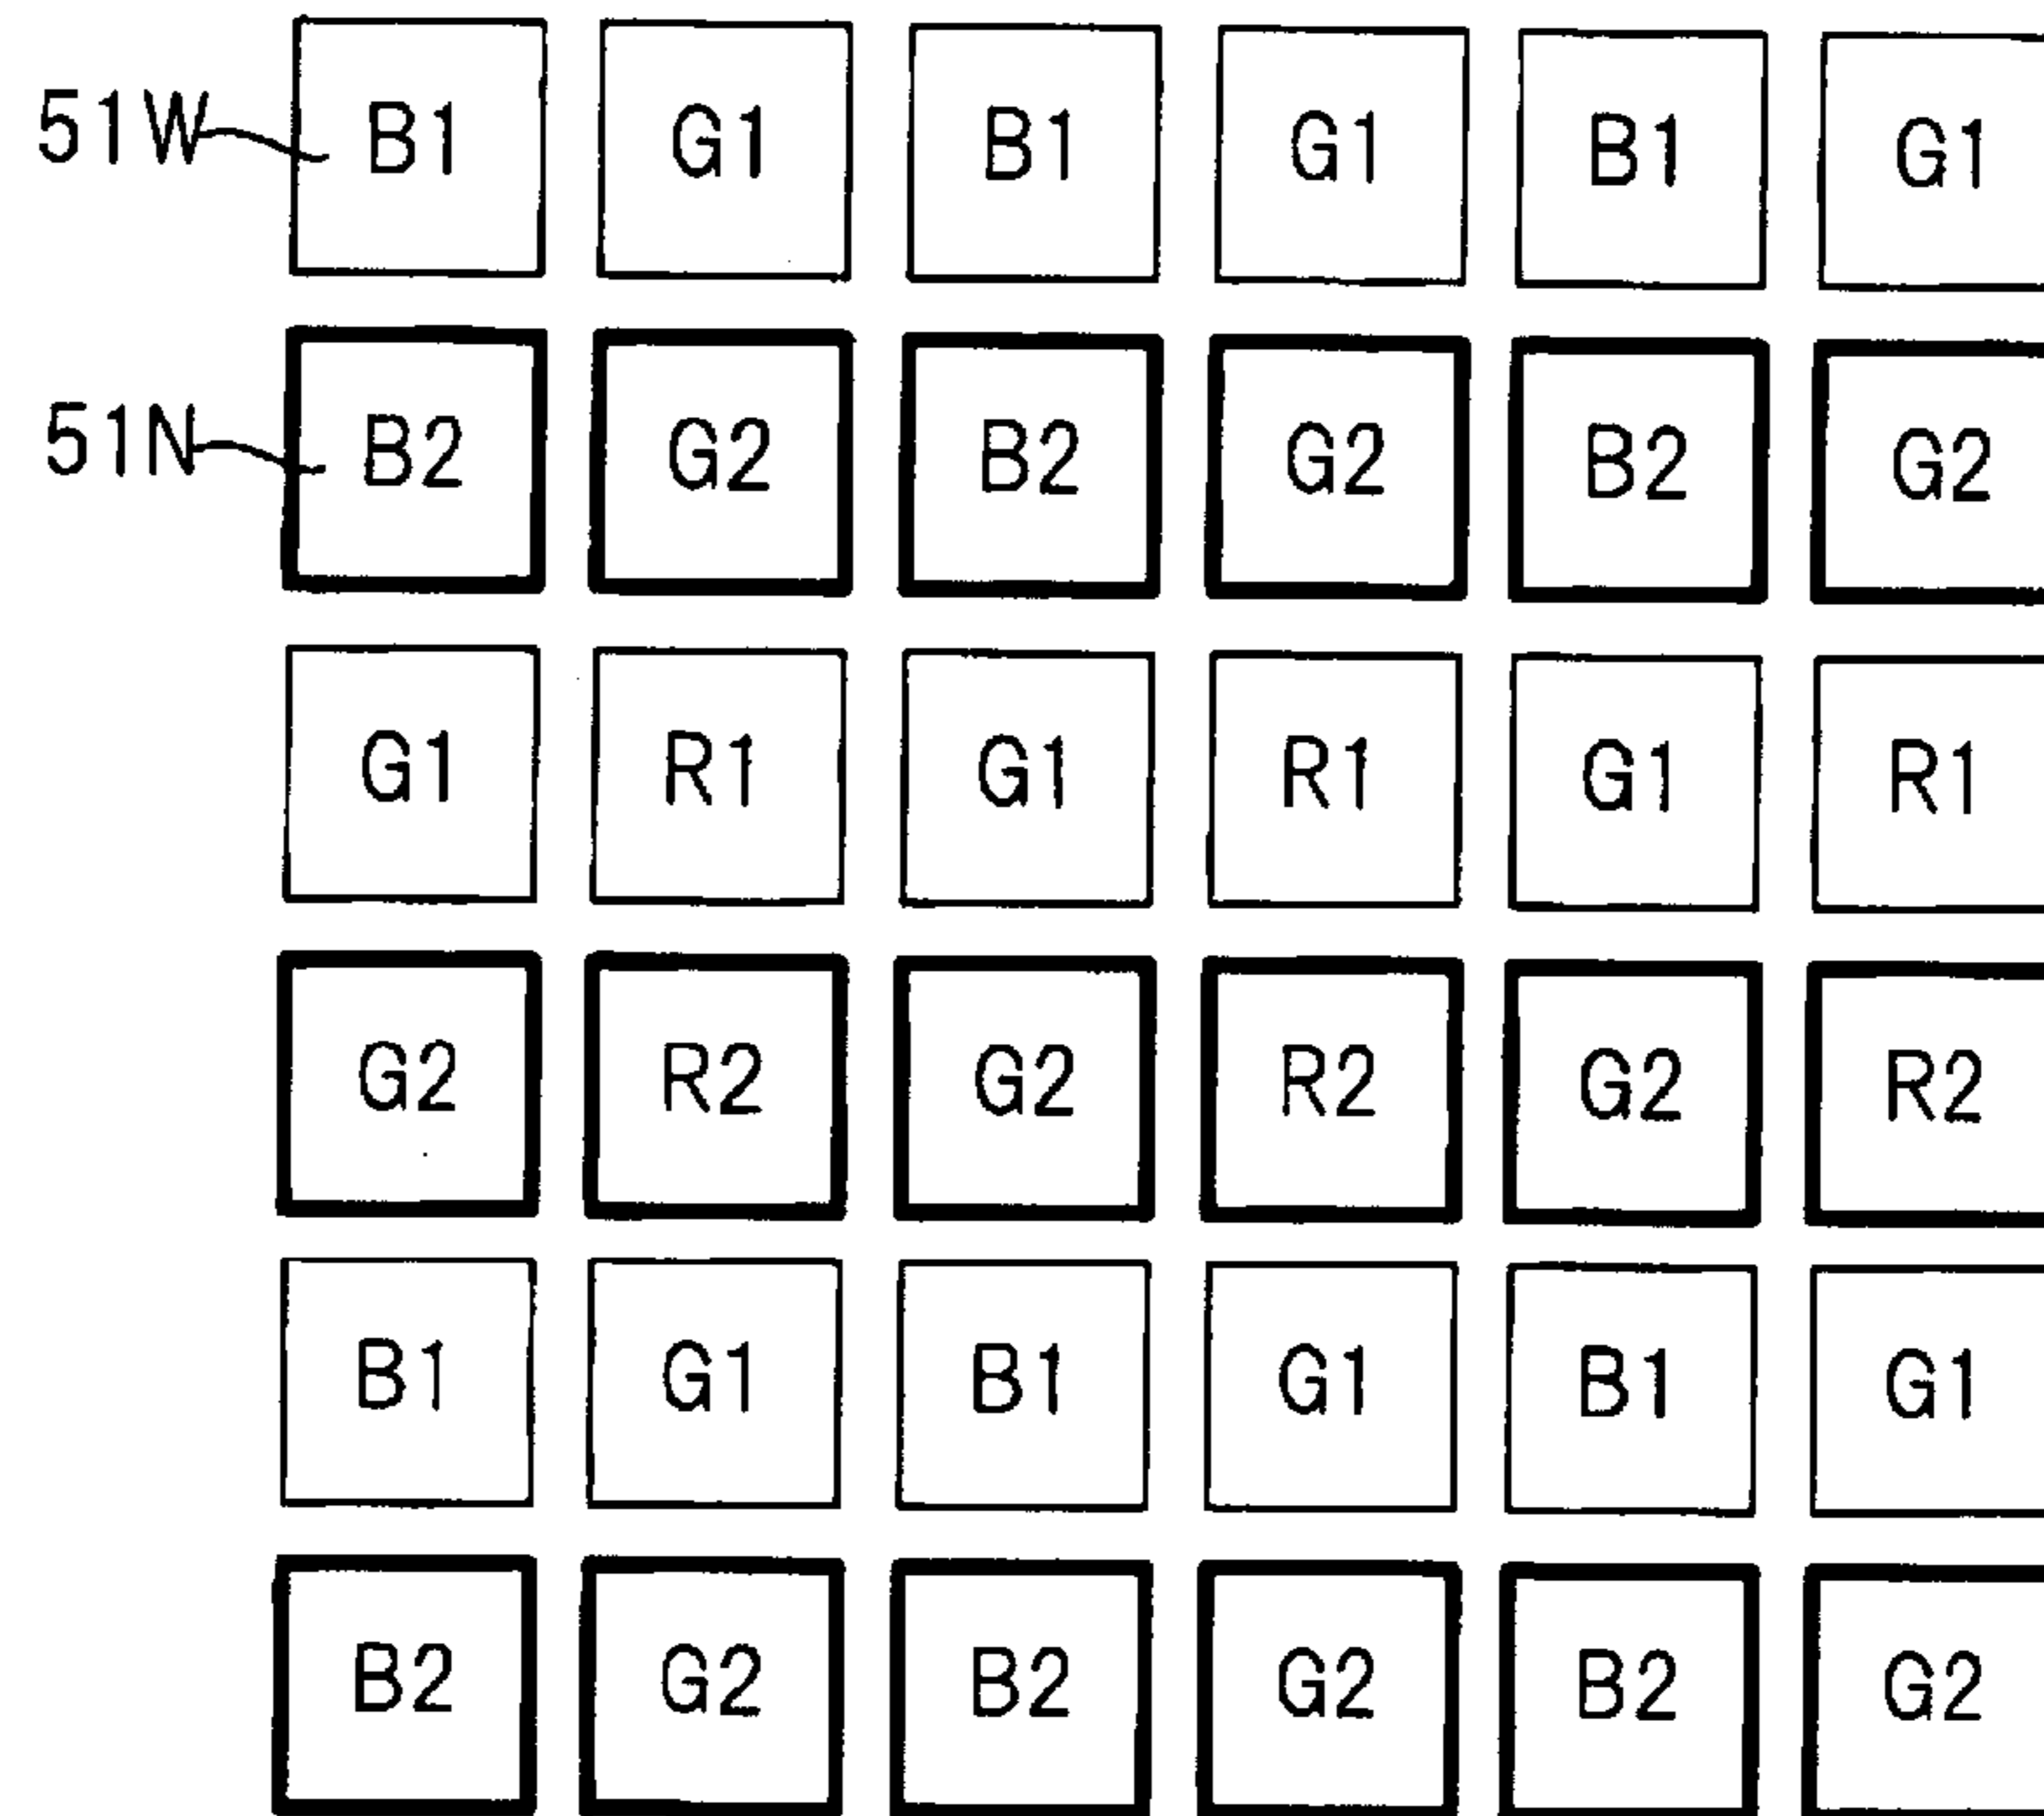 51W B1 G1 B1 G1 B1 G1
51N B2 G2 B2 G2 B2 G2
G1 R1 G1 R1 G1 R1
G2 R2 G2 R2 G2 R2
B1 G1 B1 G1 B1 G1
B2 G2 B2 G2 B2 G2